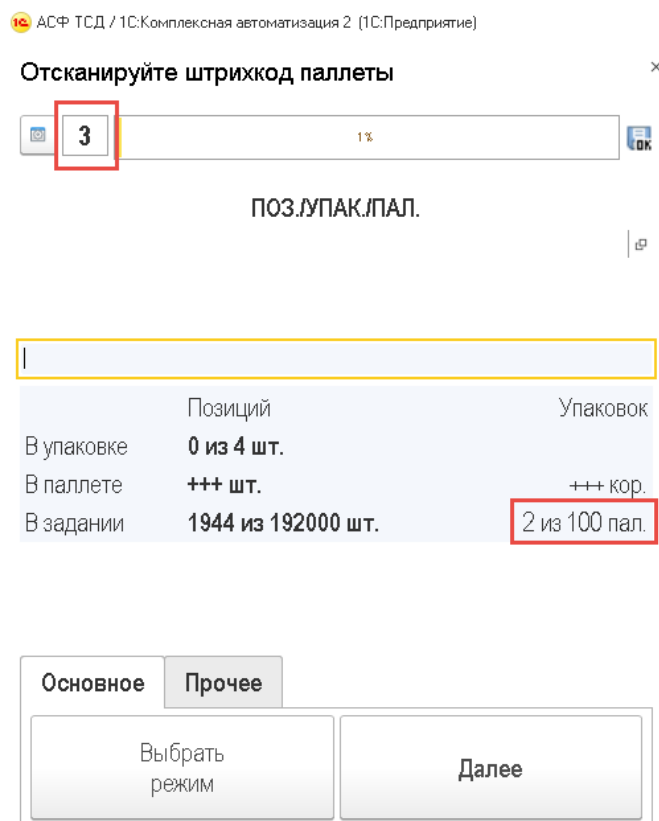 1С АСФ ТСД / 1С:Комплексная автоматизация 2 (1С:Предприятие)
Отсканируйте штрихкод паллеты ×
3 1 % OK
ПОЗ./УПАК./ПАЛ.
Позиций Упаковок
В упаковке 0 из 4 шт.
В паллете +++ шт. +++ кор.
В задании 1944 из 192000 шт. 2 из 100 пал.
Основное Прочее
Выбрать
режим
Далее